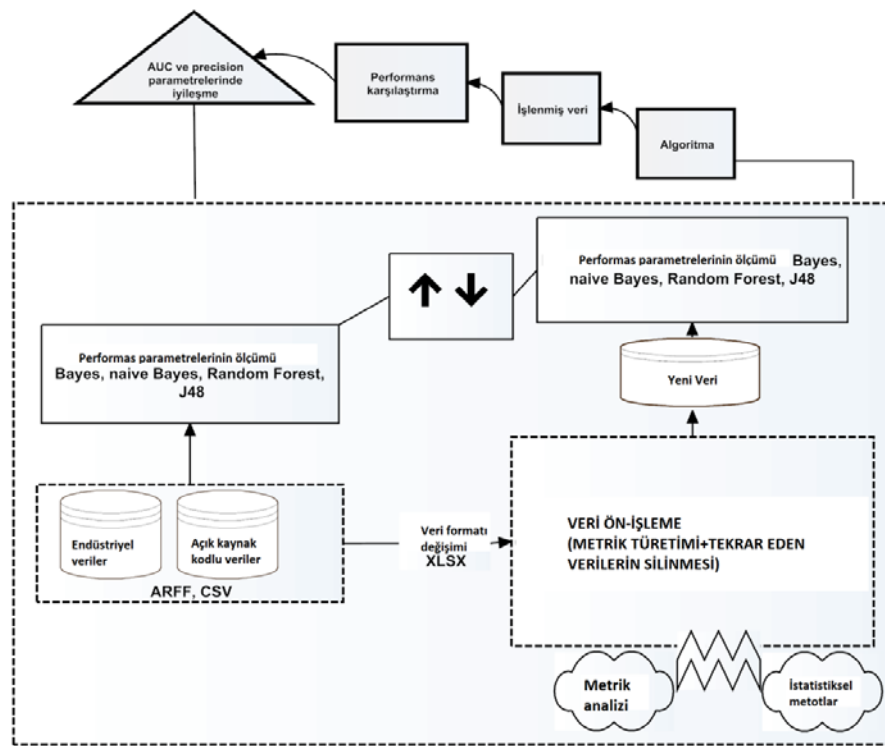 AUC ve precision
parametrelerinde
iyileşme
Performans
karşılaştırma
İşlenmiş veri
Algoritma
Performas parametrelerinin ölçümü Bayes,
naive Bayes, Random Forest, J48
Performas parametrelerinin ölçümü
Bayes, naive Bayes, Random Forest,
J48
Yeni Veri
Endüstriyel
veriler
Açık kaynak
kodlu veriler
ARFF, CSV
Veri formatı
değişimi
XLSX
VERİ ÖN-İŞLEME
(METRİK TÜRETİMİ+TEKRAR EDEN
VERİLERİN SİLİNMESİ)
Metrik
analizi
İstatistiksel
metotlar